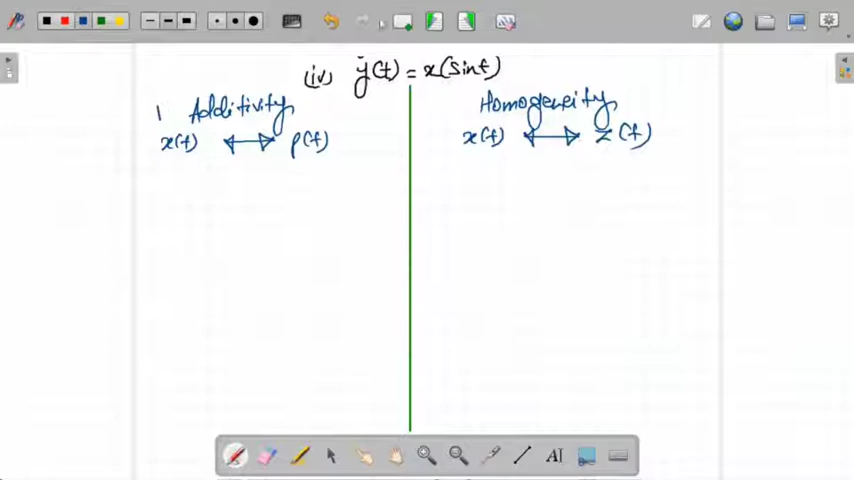 (iv) y(t) = x(sint)
1 Additivity
x(t) ↔ p(t)
Homogeneity
x(t) ↔ z(t)